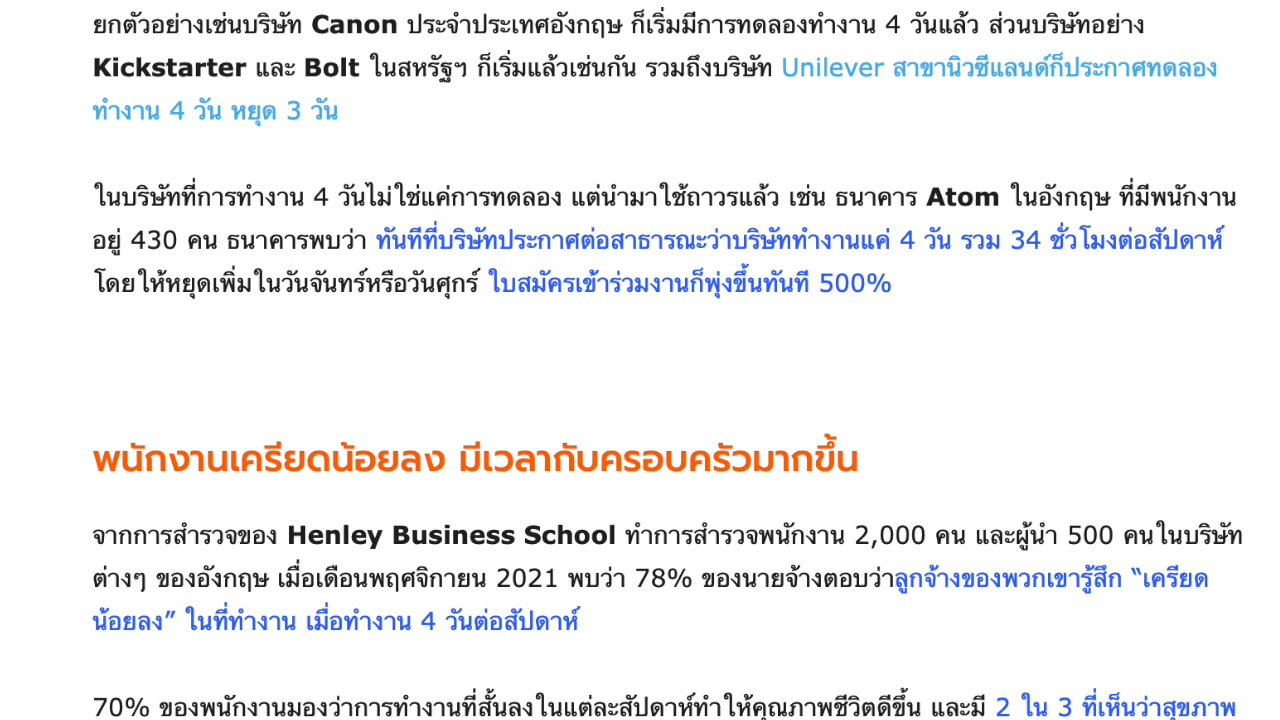 ยกตัวอย่างเช่นบริษัท Canon ประจำประเทศอังกฤษ ก็เริ่มมีการทดลองทำงาน 4 วันแล้ว ส่วนบริษัทอย่าง
Kickstarter และ Bolt ในสหรัฐฯ ก็เริ่มแล้วเช่นกัน รวมถึงบริษัท Unilever สาขานิวซีแลนด์ก็ประกาศทดลอง
ทำงาน 4 วัน หยุด 3 วัน
ในบริษัทที่การทำงาน 4 วันไม่ใช่แค่การทดลอง แต่นำมาใช้ถาวรแล้ว เช่น ธนาคาร Atom ในอังกฤษ ที่มีพนักงาน
อยู่ 430 คน ธนาคารพบว่า ทันทีที่บริษัทประกาศต่อสาธารณะว่าบริษัททำงานแค่ 4 วัน รวม 34 ชั่วโมงต่อสัปดาห์
โดยให้หยุดเพิ่มในวันจันทร์หรือวันศุกร์ ใบสมัครเข้าร่วมงานก็พุ่งขึ้นทันที 500%
พนักงานเครียดน้อยลง มีเวลากับครอบครัวมากขึ้น
จากการสำรวจของ Henley Business School ทำการสำรวจพนักงาน 2,000 คน และผู้นำ 500 คนในบริษัท
ต่างๆ ของอังกฤษ เมื่อเดือนพฤศจิกายน 2021 พบว่า 78% ของนายจ้างตอบว่าลูกจ้างของพวกเขารู้สึก “เครียด
น้อยลง” ในที่ทำงาน เมื่อทำงาน 4 วันต่อสัปดาห์
70% ของพนักงานมองว่าการทำงานที่สั้นลงในแต่ละสัปดาห์ทำให้คุณภาพชีวิตดีขึ้น และมี 2 ใน 3 ที่เห็นว่าสุขภาพ